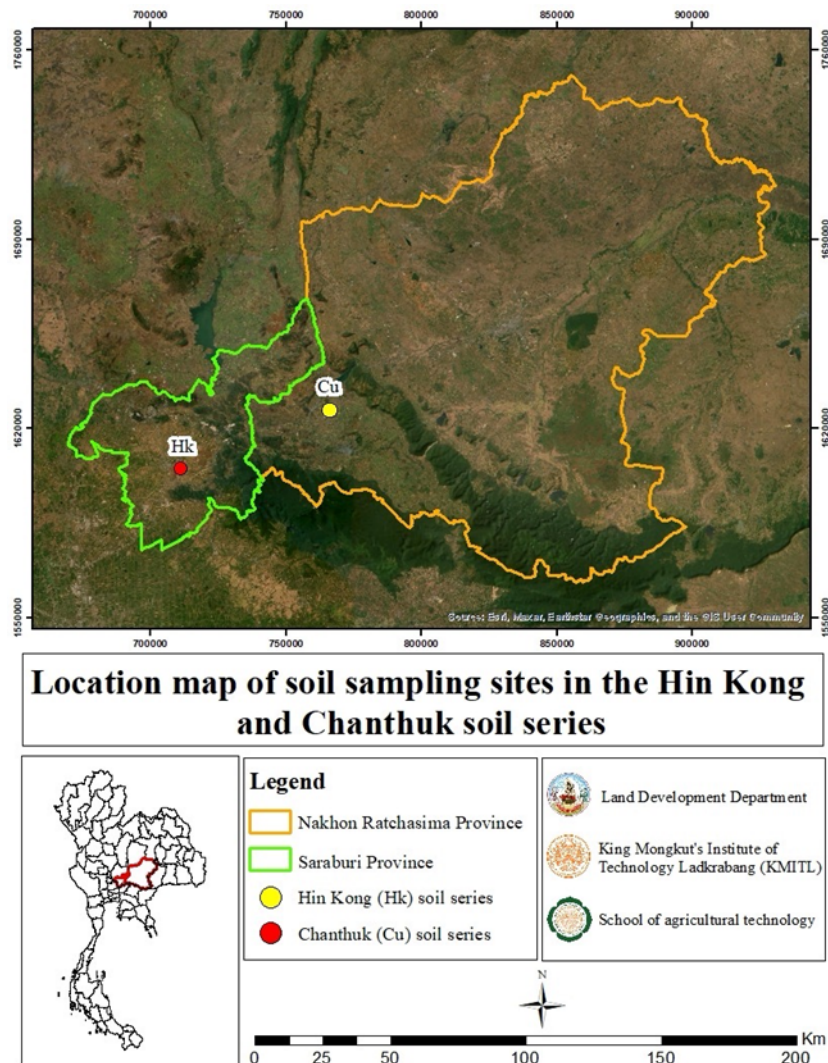 700000 750000 800000 850000 900000
1760000 1760000
1690000 1690000
Cu
1620000 1620000
Hk
1550000 1550000
Source: Esri, Maxar, Earthstar Geographics, and the GIS User Community
700000 750000 800000 850000 900000
Location map of soil sampling sites in the Hin Kong
and Chanthuk soil series
Legend
Nakhon Ratchasima Province
Saraburi Province
Hin Kong (Hk) soil series
Chanthuk (Cu) soil series
Land Development Department
King Mongkut's Institute of
Technology Ladkrabang (KMITL)
School of agricultural technology
N
Km
0 25 50 100 150 200